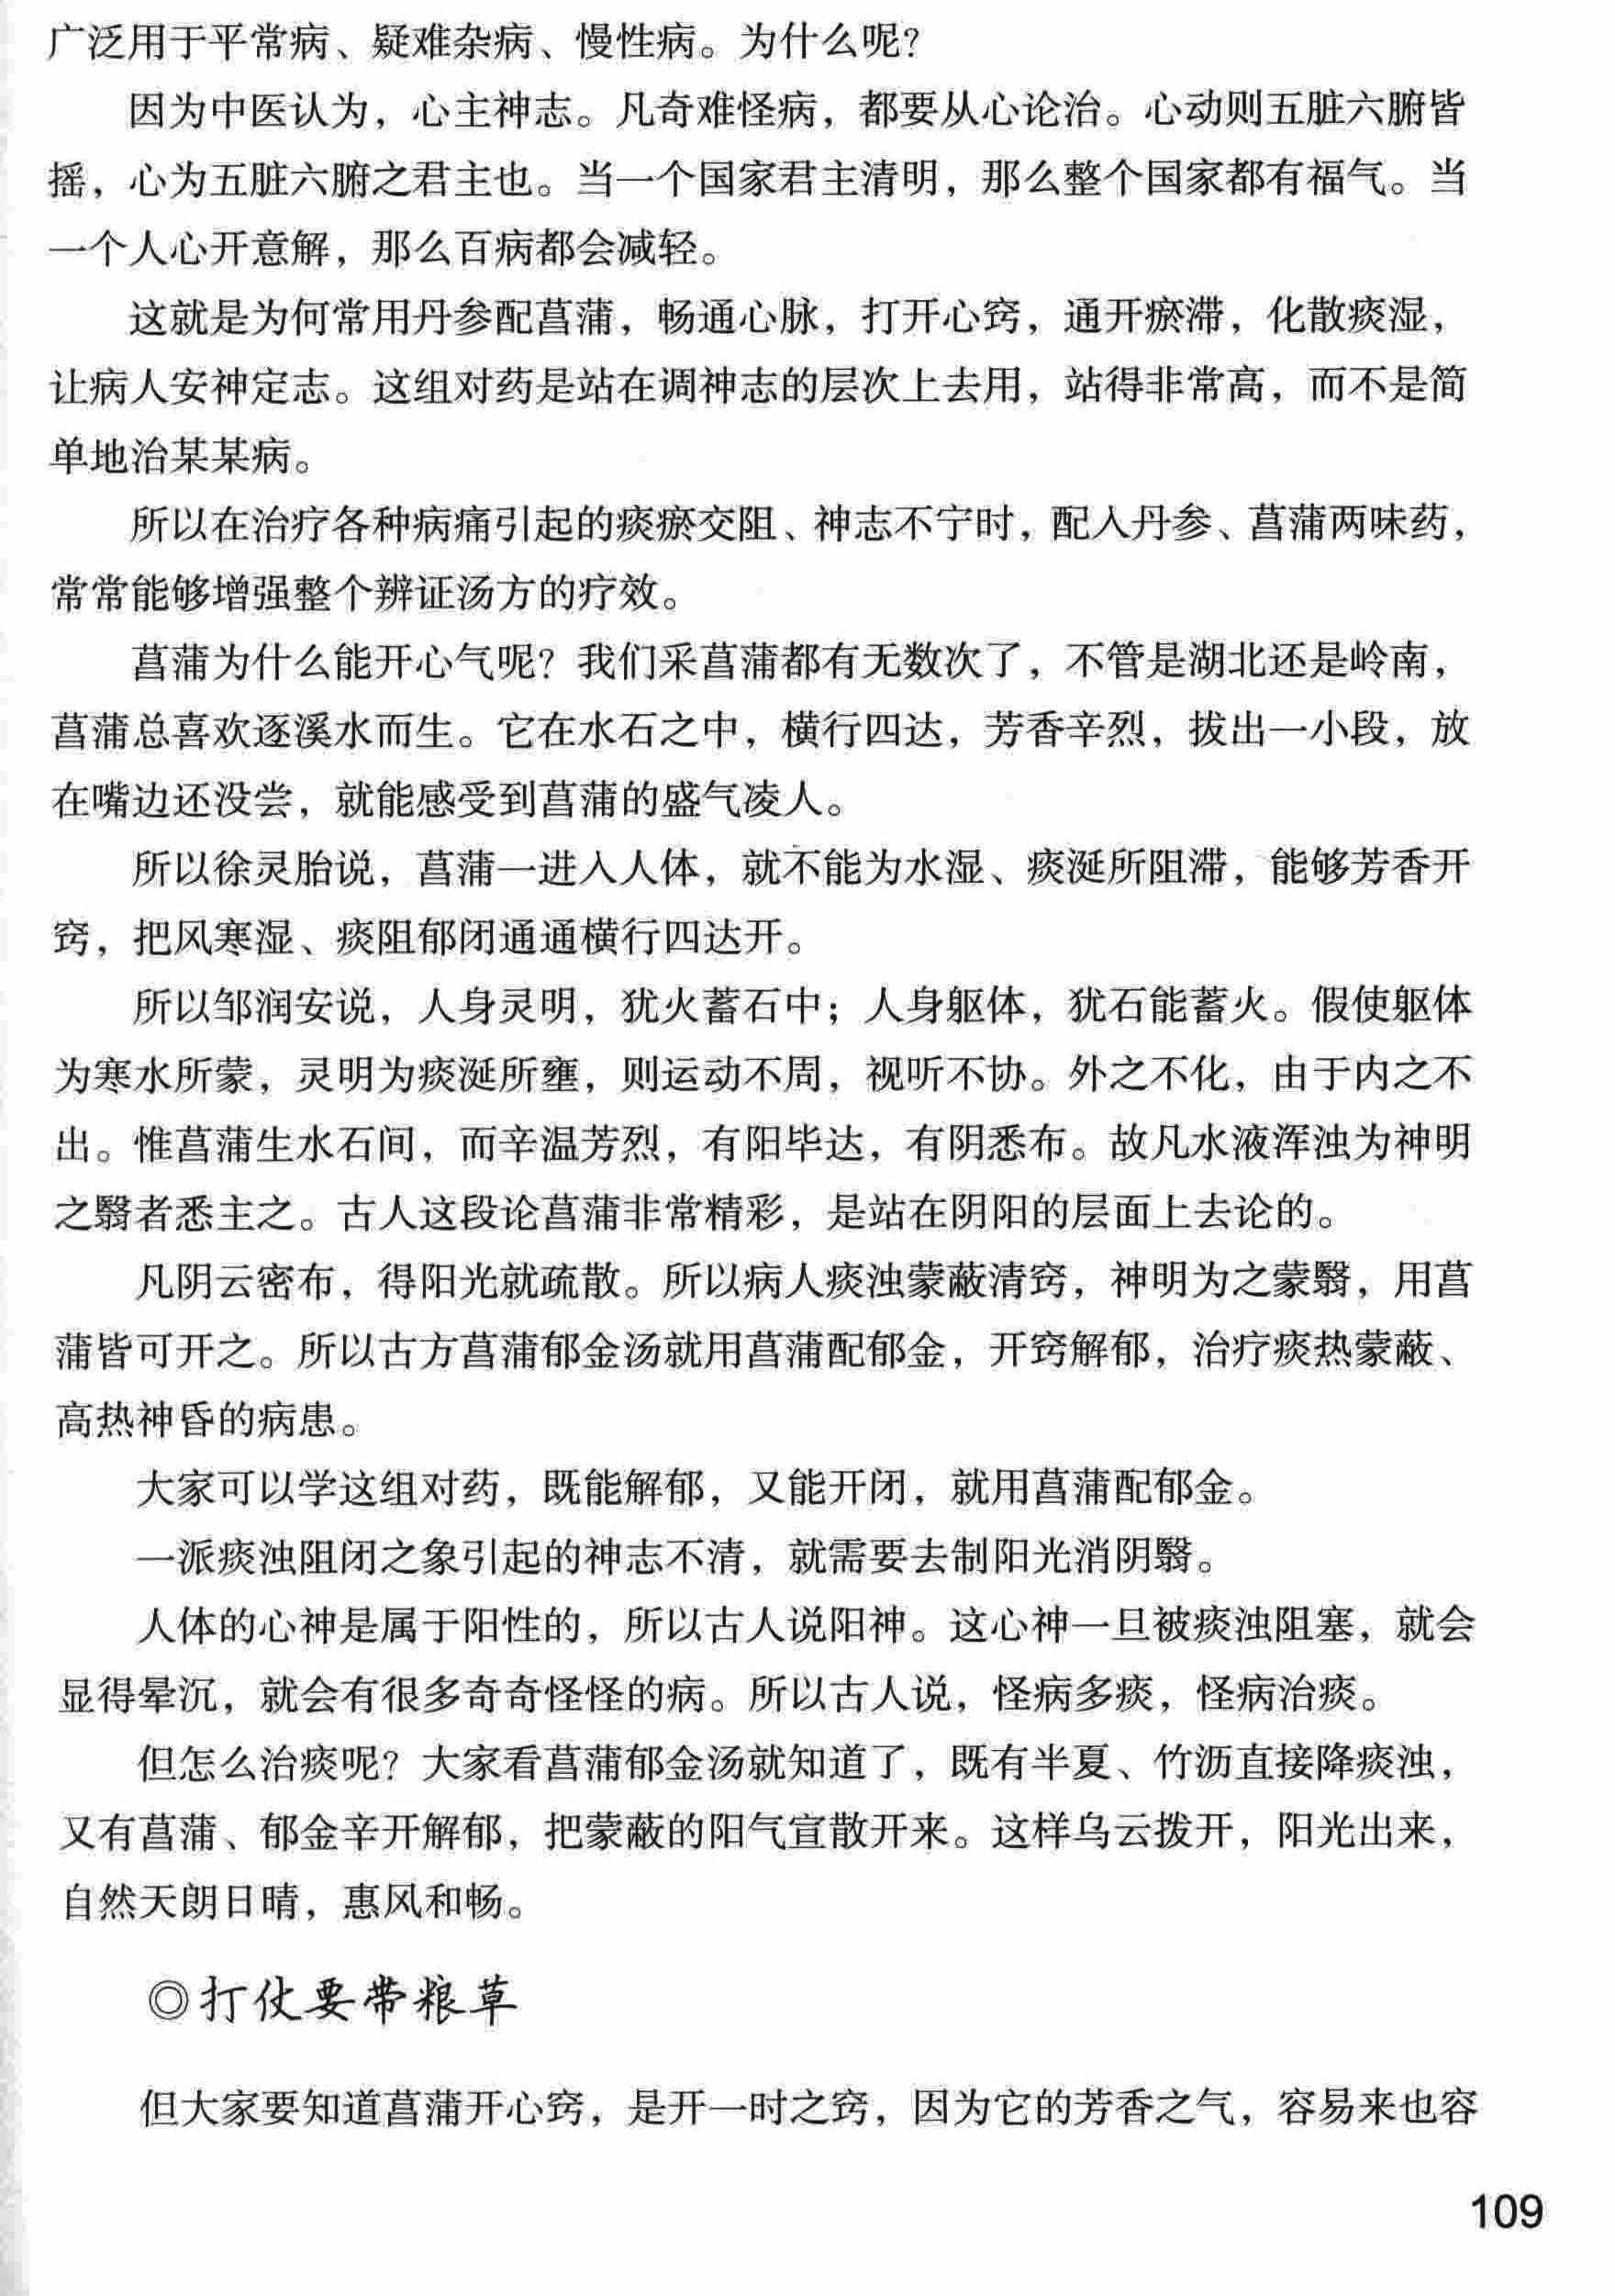 广泛用于平常病、疑难杂病、慢性病。为什么呢？
因为中医认为，心主神志。凡奇难怪病，都要从心论治。心动则五脏六腑皆
摇，心为五脏六腑之君主也。当一个国家君主清明，那么整个国家都有福气。当
一个人心开意解，那么百病都会减轻。
这就是为何常用丹参配菖蒲，畅通心脉，打开心窍，通开瘀滞，化散痰湿，
让病人安神定志。这组对药是站在调神志的层次上去用，站得非常高，而不是简
单地治某某病。
所以在治疗各种病痛引起的痰瘀交阻、神志不宁时，配入丹参、菖蒲两味药，
常常能够增强整个辨证汤方的疗效。
菖蒲为什么能开心气呢？我们采菖蒲都有无数次了，不管是湖北还是岭南，
菖蒲总喜欢逐溪水而生。它在水石之中，横行四达，芳香辛烈，拔出一小段，放
在嘴边还没尝，就能感受到菖蒲的盛气凌人。
所以徐灵胎说，菖蒲一进入人体，就不能为水湿、痰涎所阻滞，能够芳香开
窍，把风寒湿、痰阻郁闭通通横行四达开。
所以邹润安说，人身灵明，犹火蓄石中；人身躯体，犹石能蓄火。假使躯体
为寒水所蒙，灵明为痰涎所壅，则运动不周，视听不协。外之不化，由于内之不
出。惟菖蒲生水石间，而辛温芳烈，有阳毕达，有阴悉布。故凡水液浑浊为神明
之翳者悉主之。古人这段论菖蒲非常精彩，是站在阴阳的层面上去论的。
凡阴云密布，得阳光就疏散。所以病人痰浊蒙蔽清窍，神明为之蒙翳，用菖
蒲皆可开之。所以古方菖蒲郁金汤就用菖蒲配郁金，开窍解郁，治疗痰热蒙蔽、
高热神昏的病患。
大家可以学这组对药，既能解郁，又能开闭，就用菖蒲配郁金。
一派痰浊阻闭之象引起的神志不清，就需要去制阳光消阴翳。
人体的心神是属于阳性的，所以古人说阳神。这心神一旦被痰浊阻塞，就会
显得晕沉，就会有很多奇奇怪怪的病。所以古人说，怪病多痰，怪病治痰。
但怎么治痰呢？大家看菖蒲郁金汤就知道了，既有半夏、竹沥直接降痰浊，
又有菖蒲、郁金辛开解郁，把蒙蔽的阳气宣散开来。这样乌云拨开，阳光出来，
自然天朗日晴，惠风和畅。
◎打仗要带粮草
但大家要知道菖蒲开心窍，是开一时之窍，因为它的芳香之气，容易来也容
109